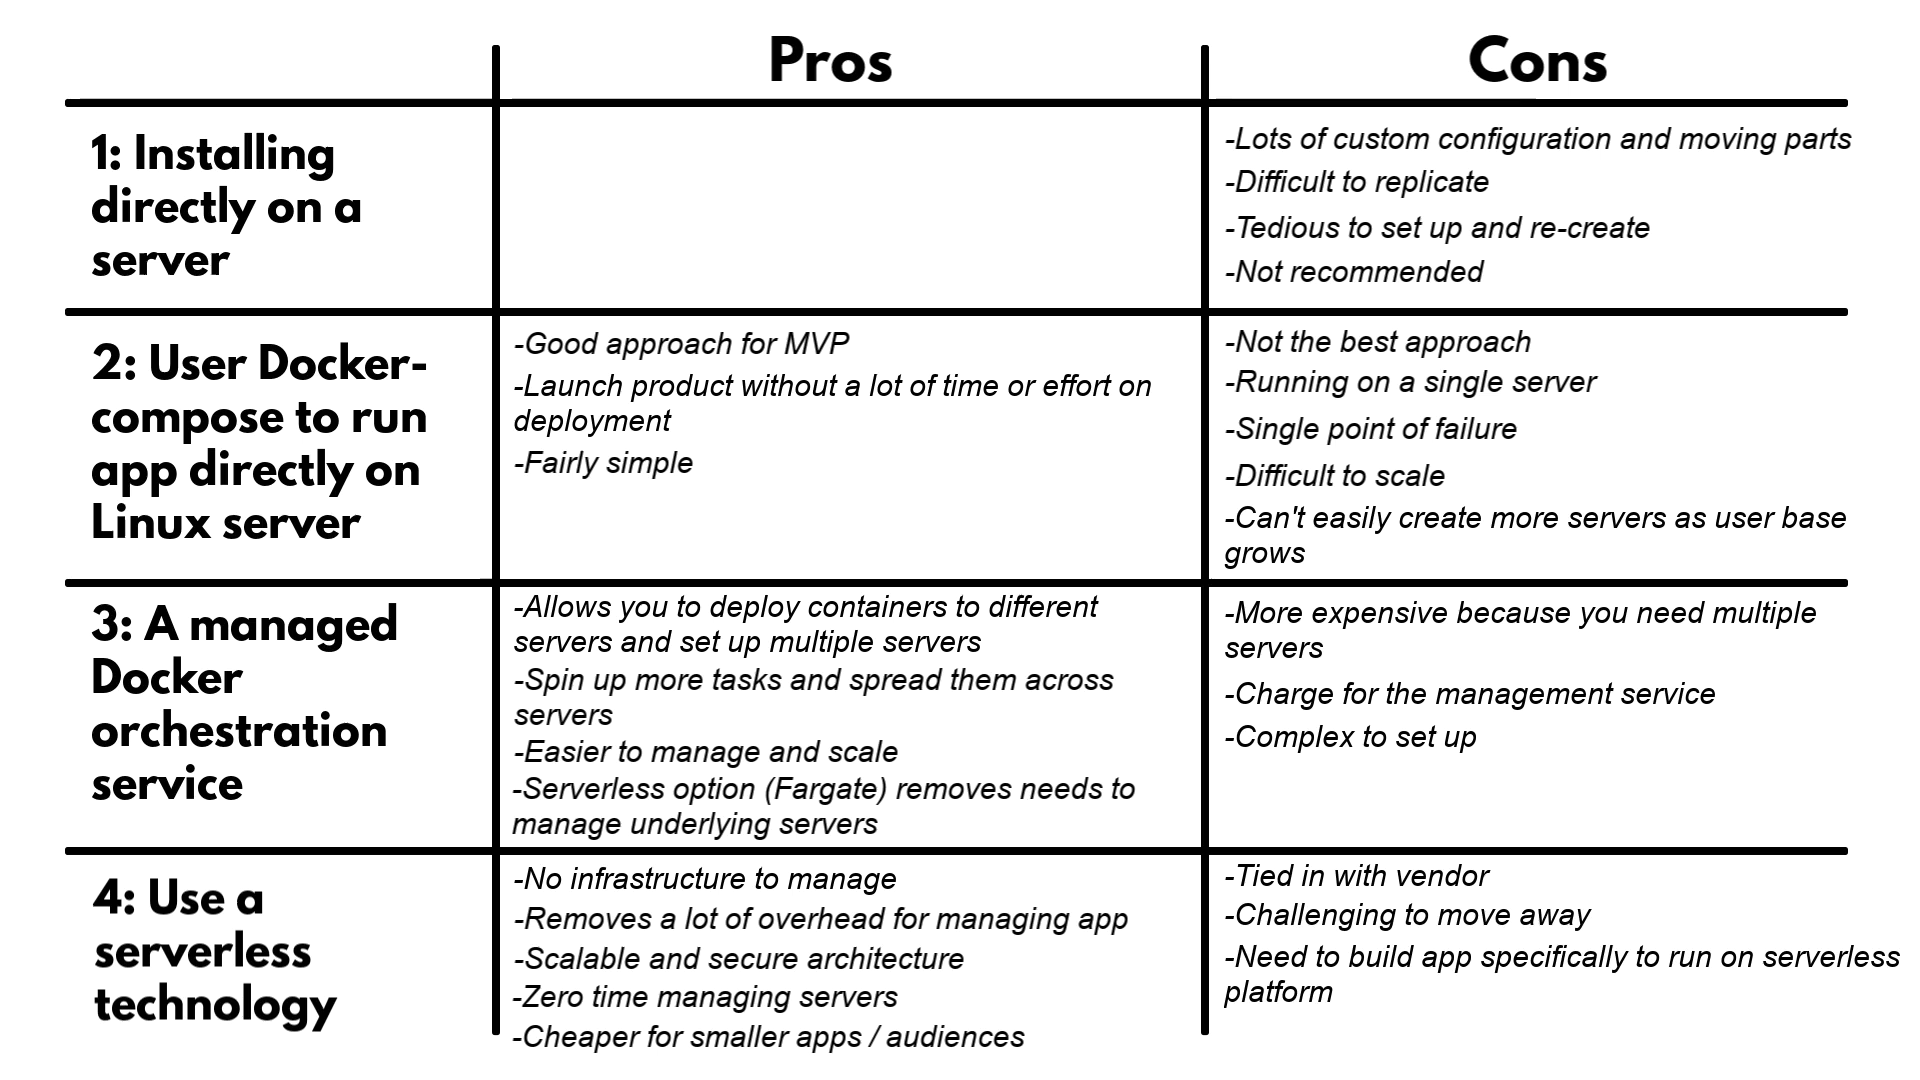 Pros
Cons
1: Installing
directly on a
server
-Lots of custom configuration and moving parts
-Difficult to replicate
-Tedious to set up and re-create
-Not recommended
2: User Docker-
compose to run
app directly on
Linux server
-Good approach for MVP
-Launch product without a lot of time or effort on
deployment
-Fairly simple
-Not the best approach
-Running on a single server
-Single point of failure
-Difficult to scale
-Can't easily create more servers as user base
grows
3: A managed
Docker
orchestration
service
-Allows you to deploy containers to different
servers and set up multiple servers
-Spin up more tasks and spread them across
servers
-Easier to manage and scale
-Serverless option (Fargate) removes needs to
manage underlying servers
-More expensive because you need multiple
servers
-Charge for the management service
-Complex to set up
4: Use a
serverless
technology
-No infrastructure to manage
-Removes a lot of overhead for managing app
-Scalable and secure architecture
-Zero time managing servers
-Cheaper for smaller apps / audiences
-Tied in with vendor
-Challenging to move away
-Need to build app specifically to run on serverless
platform